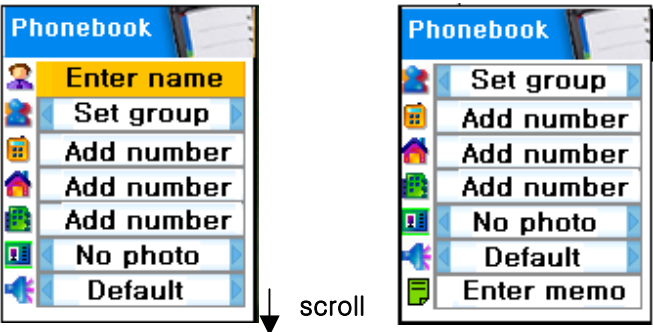 Phonebook
Enter name
Set group
Add number
Add number
Add number
No photo
Default
scroll
Phonebook
Set group
Add number
Add number
Add number
No photo
Default
Enter memo